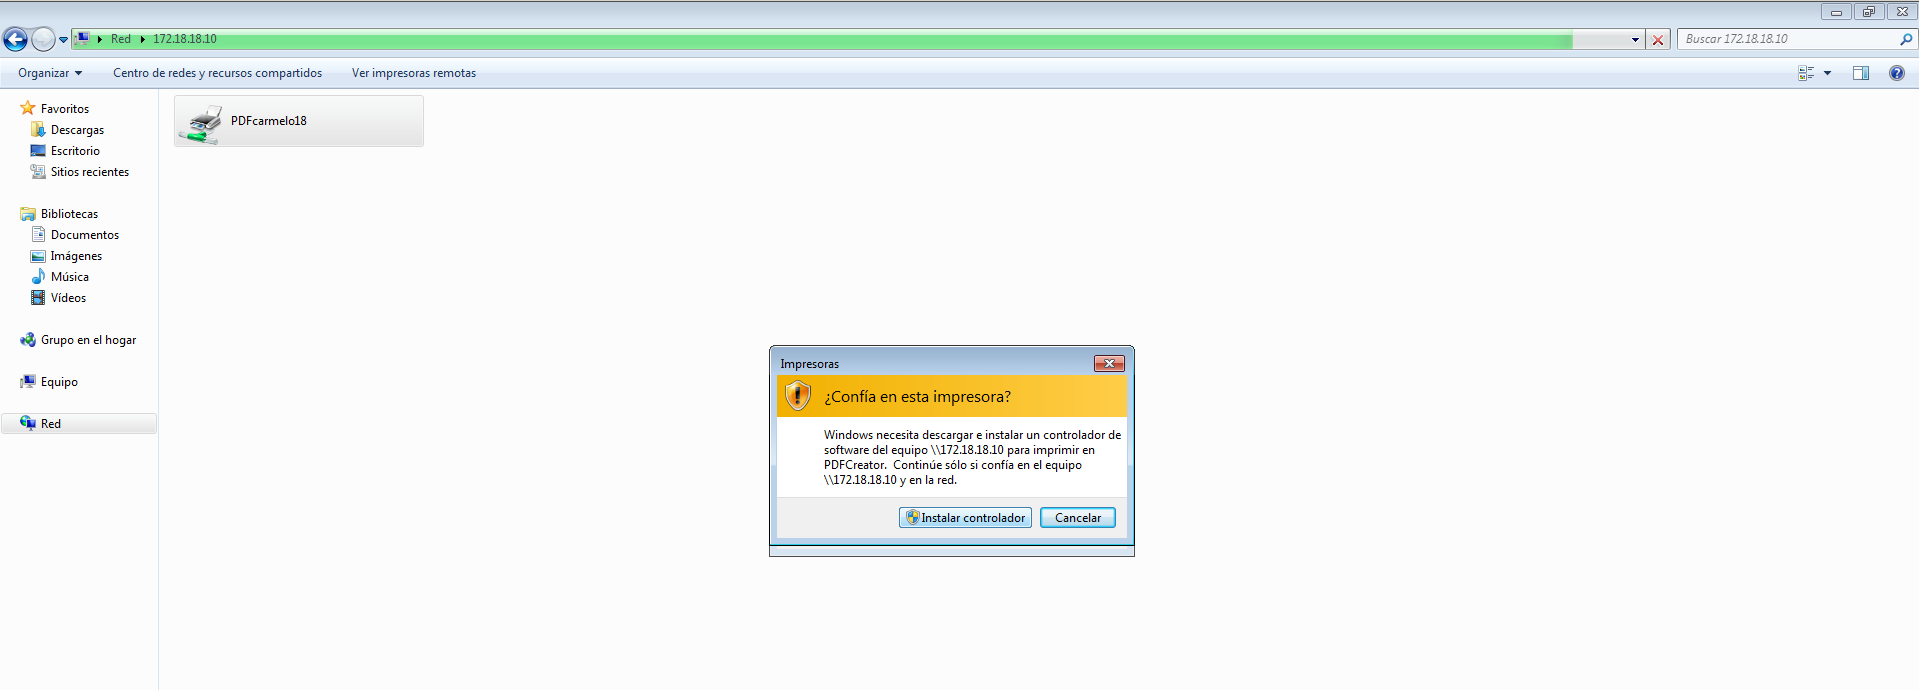 Red 172.18.18.10
Buscar 172.18.18.10
Organizar Centro de redes y recursos compartidos Ver impresoras remotas
Favoritos
Descargas
Escritorio
Sitios recientes
Bibliotecas
Documentos
Imágenes
Música
Vídeos
Grupo en el hogar
Equipo
Red
PDFcarmelo18
Impresoras
¿Confía en esta impresora?
Windows necesita descargar e instalar un controlador de
software del equipo \\172.18.18.10 para imprimir en
PDFCreator. Continúe sólo si confía en el equipo
\\172.18.18.10 y en la red.
Instalar controlador Cancelar